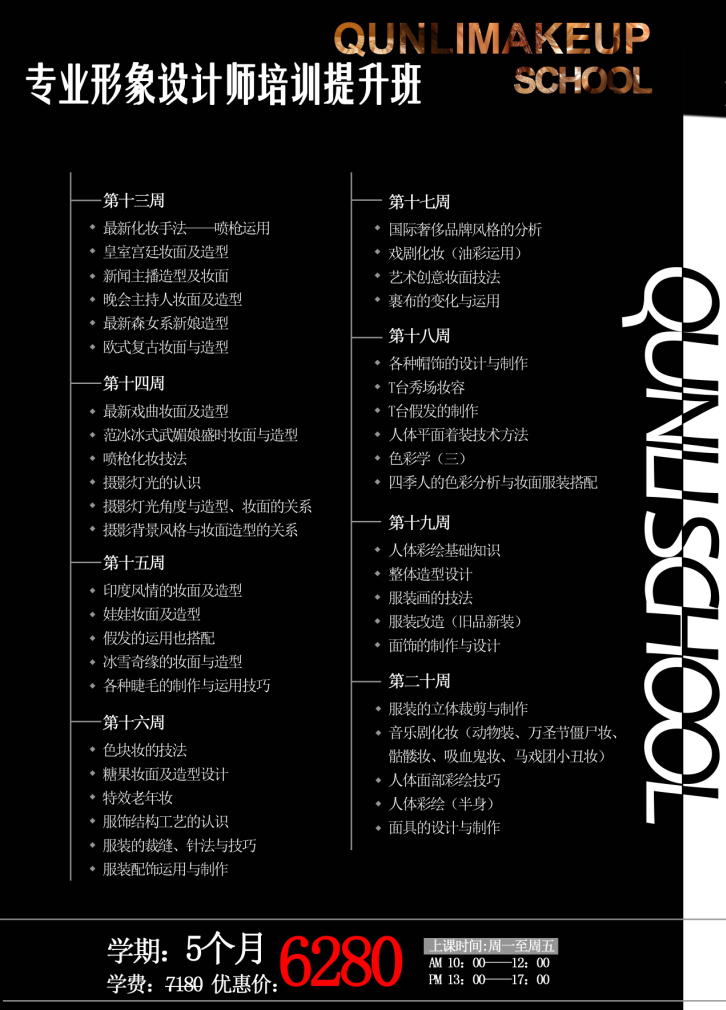 QUNLIMAKEUP
SCHOOL
专业形象设计师培训提升班
第十三周
最新化妆手法——喷枪运用
皇室宫廷妆面及造型
新闻主播造型及妆面
晚会主持人妆面及造型
最新森女系新娘造型
欧式复古妆面与造型
第十四周
最新戏曲妆面及造型
范冰冰式武媚娘盛时妆面与造型
喷枪化妆技法
摄影灯光的认识
摄影灯光角度与造型、妆面的关系
摄影背景风格与妆面造型的关系
第十五周
印度风情的妆面及造型
娃娃妆面及造型
假发的运用也搭配
冰雪奇缘的妆面与造型
各种睫毛的制作与运用技巧
第十六周
色块妆的技法
糖果妆面及造型设计
特效老年妆
服饰结构工艺的认识
服装的裁缝、针法与技巧
服装配饰运用与制作
第十七周
国际奢侈品牌风格的分析
戏剧化妆（油彩运用）
艺术创意妆面技法
裹布的变化与运用
第十八周
各种帽饰的设计与制作
T台秀场妆容
T台假发的制作
人体平面着装技术方法
色彩学（三）
四季人的色彩分析与妆面服装搭配
第十九周
人体彩绘基础知识
整体造型设计
服装画的技法
服装改造（旧品新装）
面饰的制作与设计
第二十周
服装的立体裁剪与制作
音乐剧化妆（动物装、万圣节僵尸妆、
骷髅妆、吸血鬼妆、马戏团小丑妆）
人体面部彩绘技巧
人体彩绘（半身）
面具的设计与制作
QUNLIJSDHOOL
学期：5个月
学费：7180 优惠价：6280
上课时间:周一至周五
AM 10：00——12：00
PM 13：00——17：00